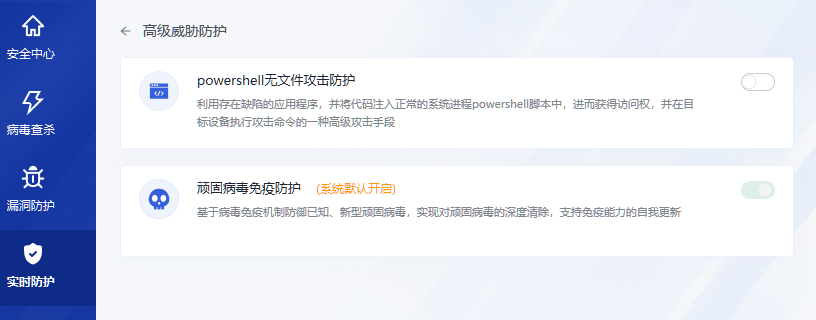 安全中心
病毒查杀
漏洞防护
实时防护
← 高级威胁防护
powershell无文件攻击防护
利用存在缺陷的应用程序，并将代码注入正常的系统进程powershell脚本中，进而获得访问权，并在目
标设备执行攻击命令的一种高级攻击手段
顽固病毒免疫防护 (系统默认开启)
基于病毒免疫机制防御已知、新型顽固病毒，实现对顽固病毒的深度清除，支持免疫能力的自我更新